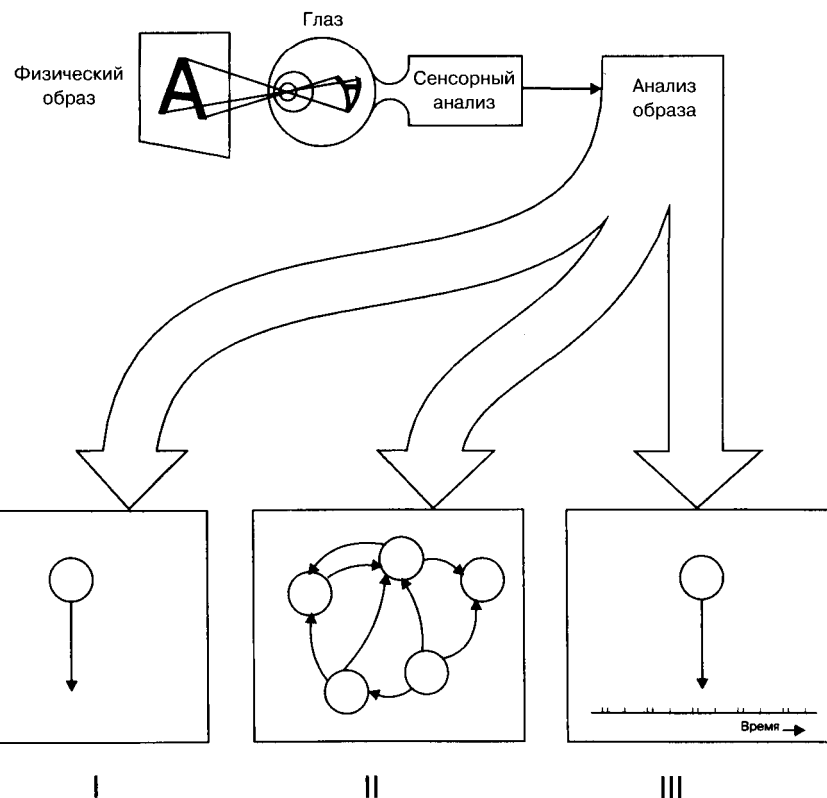 Глаз
Физический
образ
А
Сенсорный
анализ
Анализ
образа
Время
I
II
III